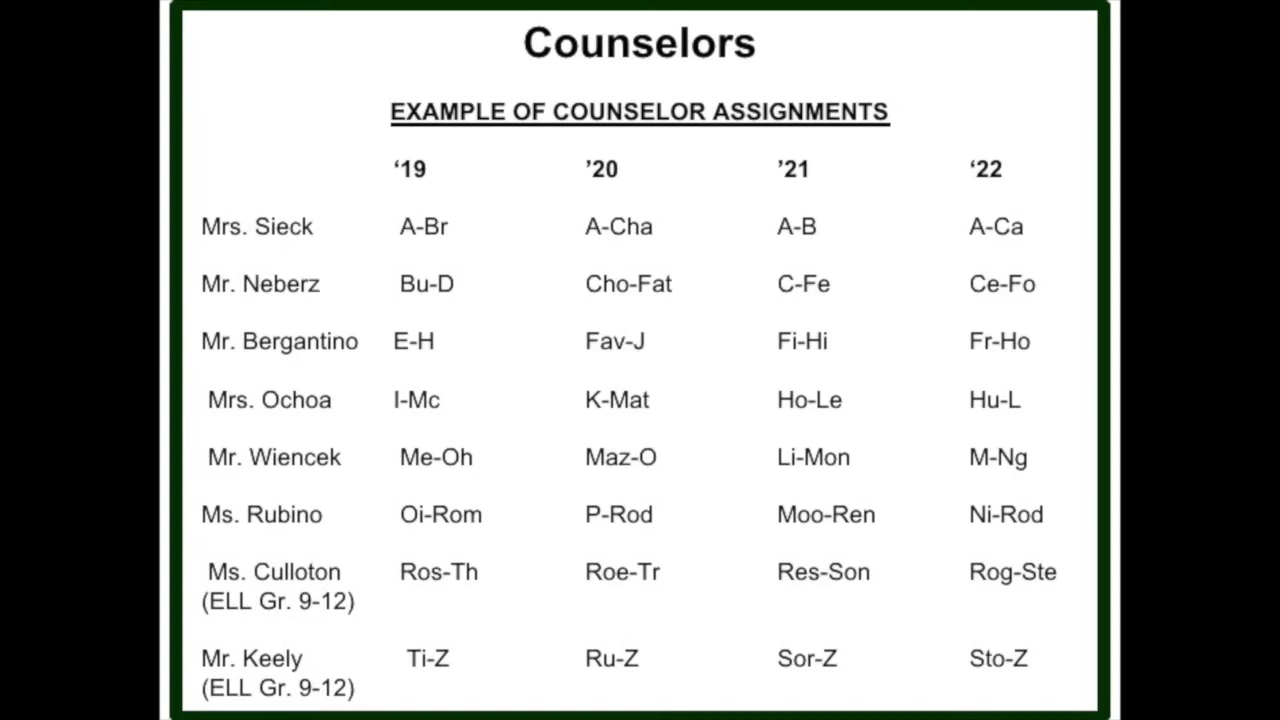 Counselors
EXAMPLE OF COUNSELOR ASSIGNMENTS
‘19 ’20 ’21 ‘22
Mrs. Sieck A-Br A-Cha A-B A-Ca
Mr. Neberz Bu-D Cho-Fat C-Fe Ce-Fo
Mr. Bergantino E-H Fav-J Fi-Hi Fr-Ho
Mrs. Ochoa I-Mc K-Mat Ho-Le Hu-L
Mr. Wiencek Me-Oh Maz-O Li-Mon M-Ng
Ms. Rubino Oi-Rom P-Rod Moo-Ren Ni-Rod
Ms. Culloton Ros-Th Roe-Tr Res-Son Rog-Ste
(ELL Gr. 9-12)
Mr. Keely Ti-Z Ru-Z Sor-Z Sto-Z
(ELL Gr. 9-12)